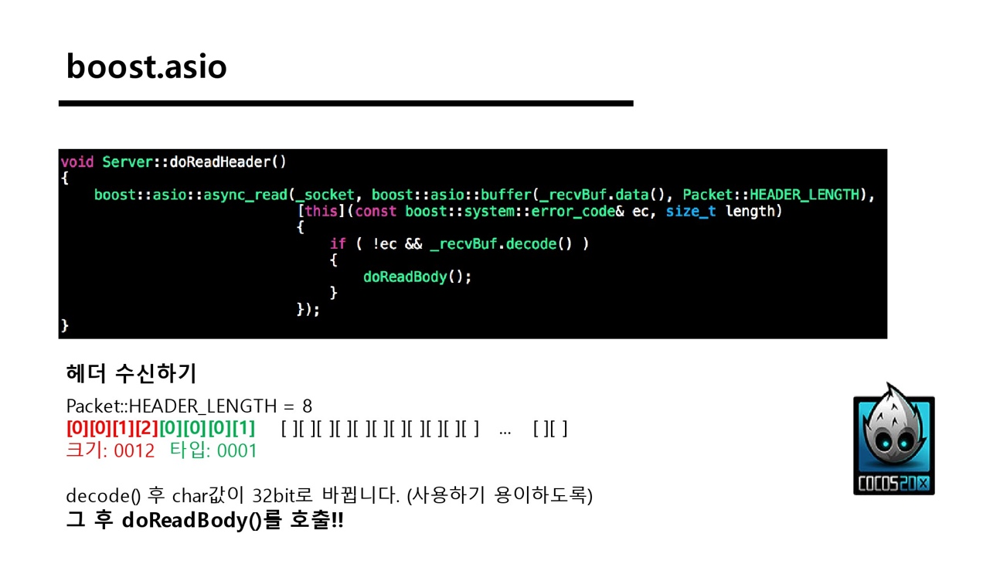 boost.asio
void Server::doReadHeader()
{
    boost::asio::async_read(_socket, boost::asio::buffer(_recvBuf.data(), Packet::HEADER_LENGTH),
                            [this](const boost::system::error_code& ec, size_t length)
                            {
                                if ( !ec && _recvBuf.decode() )
                                {
                                    doReadBody();
                                }
                            });
}
헤더 수신하기
Packet::HEADER_LENGTH = 8
[0][0][1][2][0][0][0][1] [ ][ ][ ][ ][ ][ ][ ][ ][ ][ ][ ] ... [ ][ ]
크기: 0012 타입: 0001
decode() 후 char값이 32bit로 바뀝니다. (사용하기 용이하도록)
그 후 doReadBody()를 호출!!
COCOS2DX